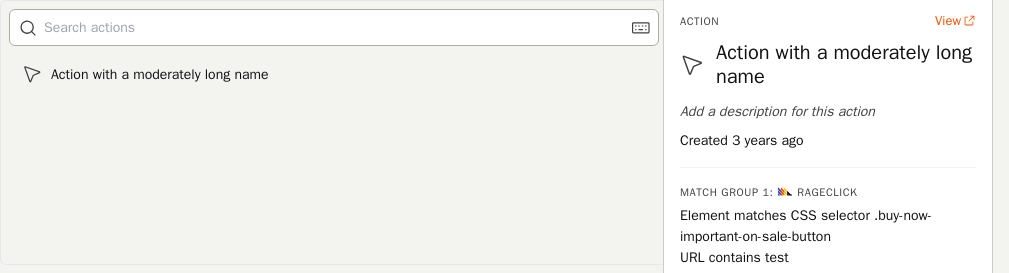 Search actions
Action with a moderately long name
ACTION
View
Action with a moderately long
name
Add a description for this action
Created 3 years ago
MATCH GROUP 1: RAGECLICK
Element matches CSS selector .buy-now-
important-on-sale-button
URL contains test